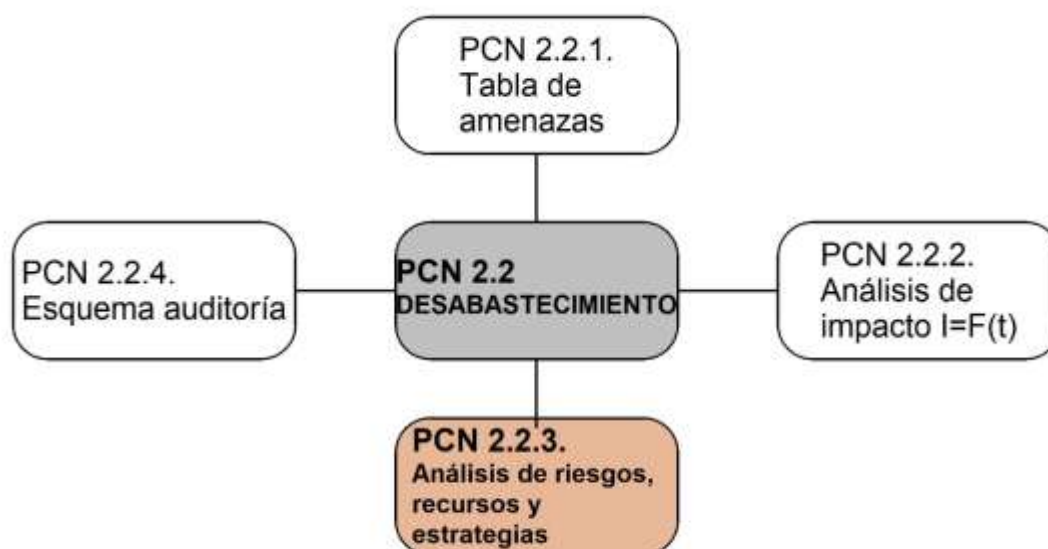 PCN 2.2.1.
Tabla de
amenazas
PCN 2.2.4.
Esquema auditoría
PCN 2.2
DESABASTECIMIENTO
PCN 2.2.2.
Análisis de
impacto I=F(t)
PCN 2.2.3.
Análisis de riesgos,
recursos y
estrategias